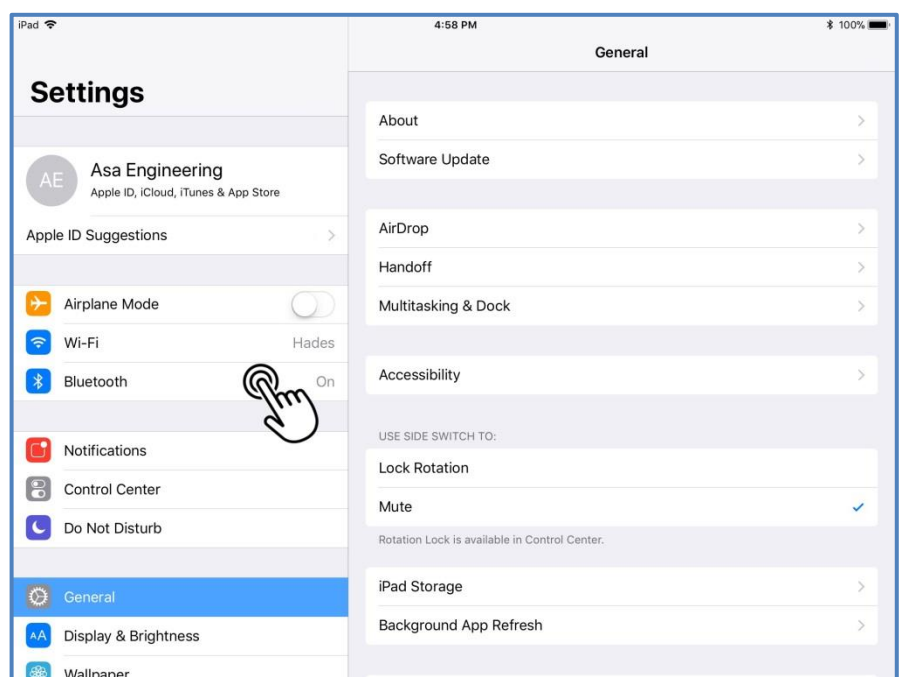 iPad
4:58 PM
100%
Settings
AE
Asa Engineering
Apple ID, iCloud, iTunes & App Store
Apple ID Suggestions
Airplane Mode
Wi-Fi Hades
Bluetooth On
Notifications
Control Center
Do Not Disturb
General
AA Display & Brightness
Wallpaper
General
About
Software Update
AirDrop
Handoff
Multitasking & Dock
Accessibility
USE SIDE SWITCH TO:
Lock Rotation
Mute
Rotation Lock is available in Control Center.
iPad Storage
Background App Refresh